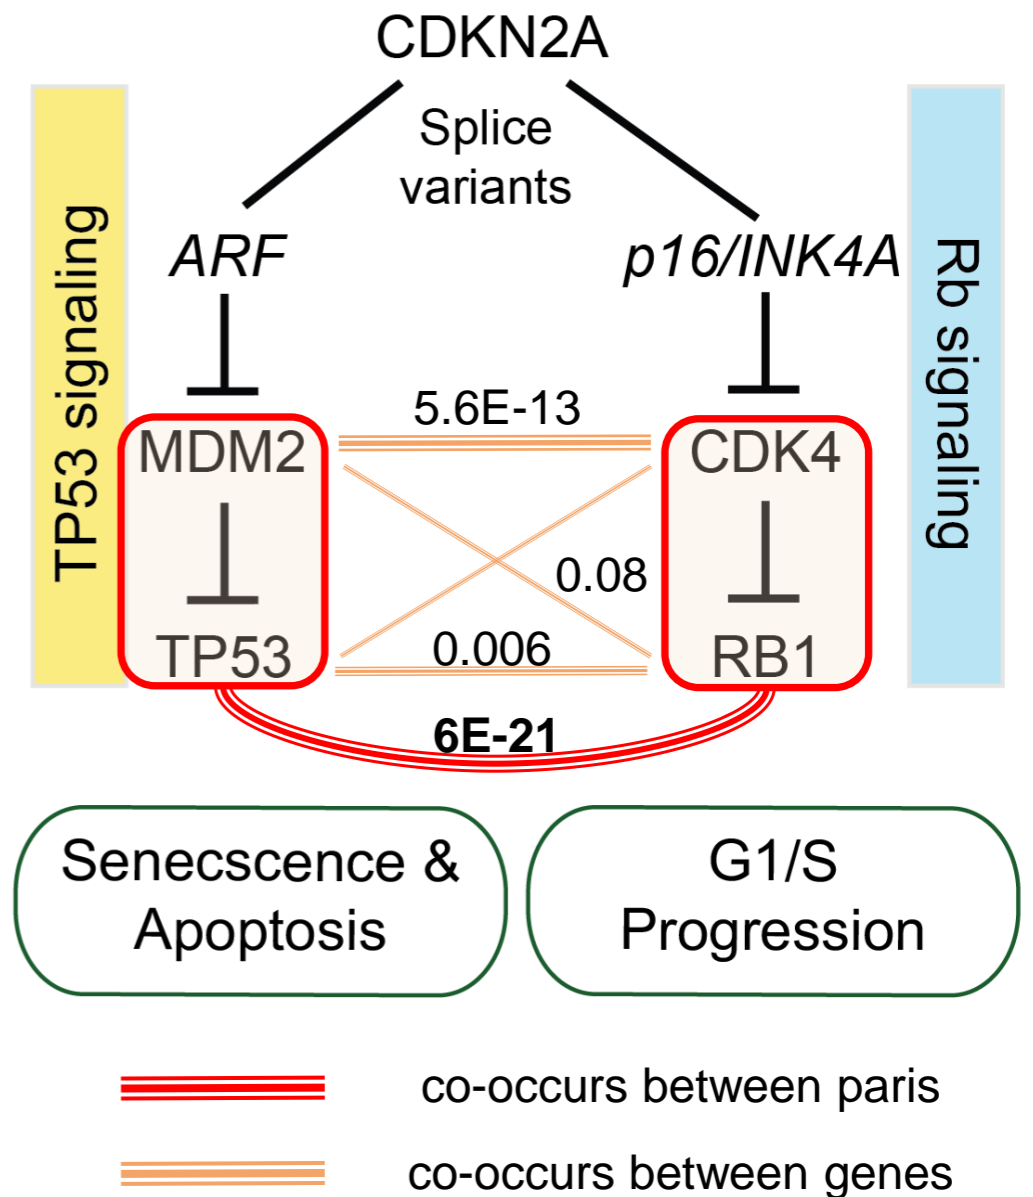 CDKN2A
Splice
variants
TP53 signaling
ARF
p16/INK4A
Rb signaling
5.6E-13
MDM2
CDK4
0.08
0.006
TP53
RB1
6E-21
Senecscence &
Apoptosis
G1/S
Progression
co-occurs between paris
co-occurs between genes